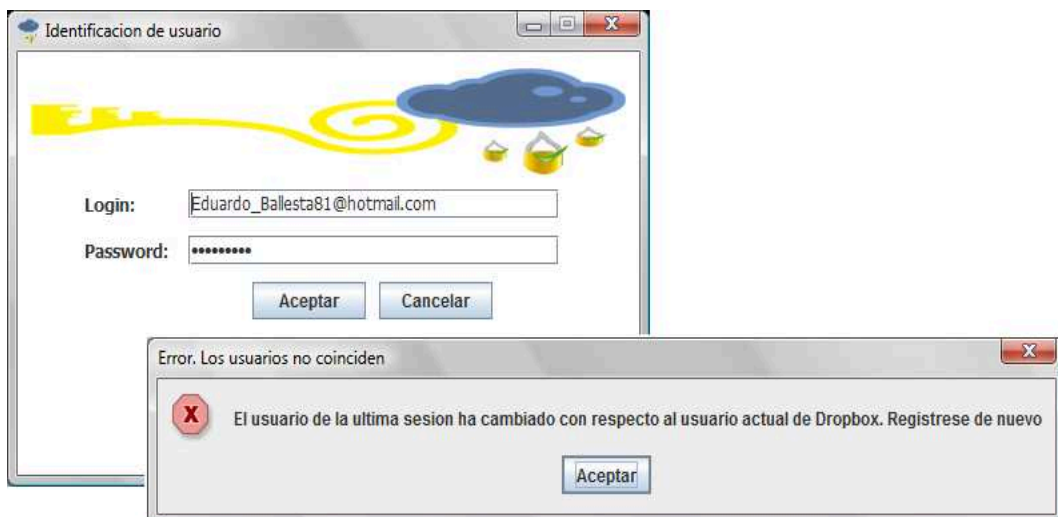 Identificacion de usuario
Login:
Eduardo_Ballesta81@hotmail.com
Password:
•••••••••
Aceptar Cancelar
Error. Los usuarios no coinciden
El usuario de la ultima sesion ha cambiado con respecto al usuario actual de Dropbox. Registrese de nuevo
Aceptar